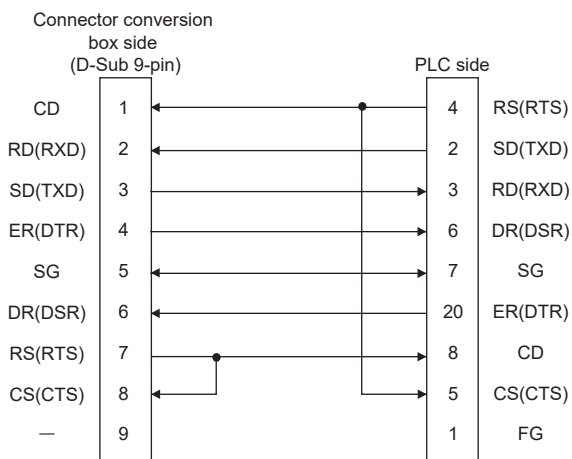 Connector conversion
box side
(D-Sub 9-pin)
PLC side
CD 1 4 RS(RTS)
RD(RXD) 2 2 SD(TXD)
SD(TXD) 3 3 RD(RXD)
ER(DTR) 4 6 DR(DSR)
SG 5 7 SG
DR(DSR) 6 20 ER(DTR)
RS(RTS) 7 8 CD
CS(CTS) 8 5 CS(CTS)
— 9 1 FG